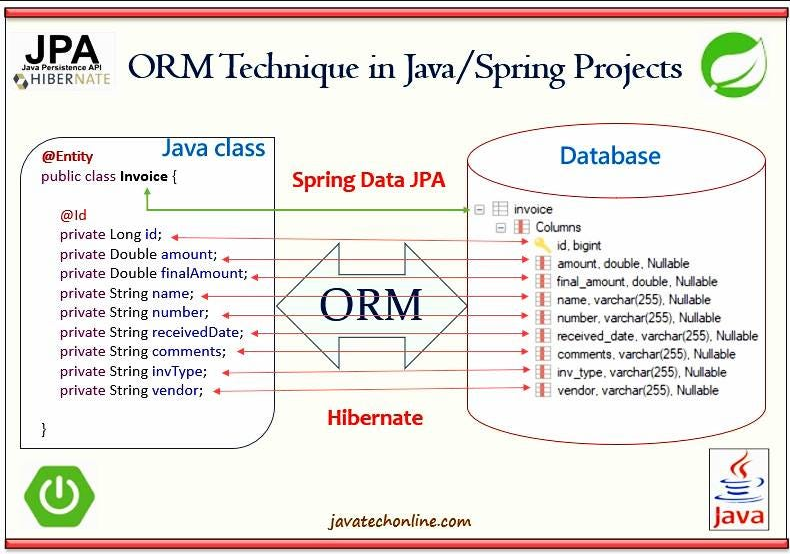 JPA
Java Persistence API
HIBERNATE
ORM Technique in Java/Spring Projects
@Entity
Java class
public class Invoice {
@Id
private Long id;
private Double amount;
private Double finalAmount;
private String name;
private String number;
private String receivedDate;
private String comments;
private String invType;
private String vendor;
}
Spring Data JPA
ORM
Hibernate
Database
invoice
Columns
id, bigint
amount, double, Nullable
final_amount, double, Nullable
name, varchar(255), Nullable
number, varchar(255), Nullable
received_date, varchar(255), Nullable
comments, varchar(255), Nullable
inv_type, varchar(255), Nullable
vendor, varchar(255), Nullable
javatechonline.com
Java